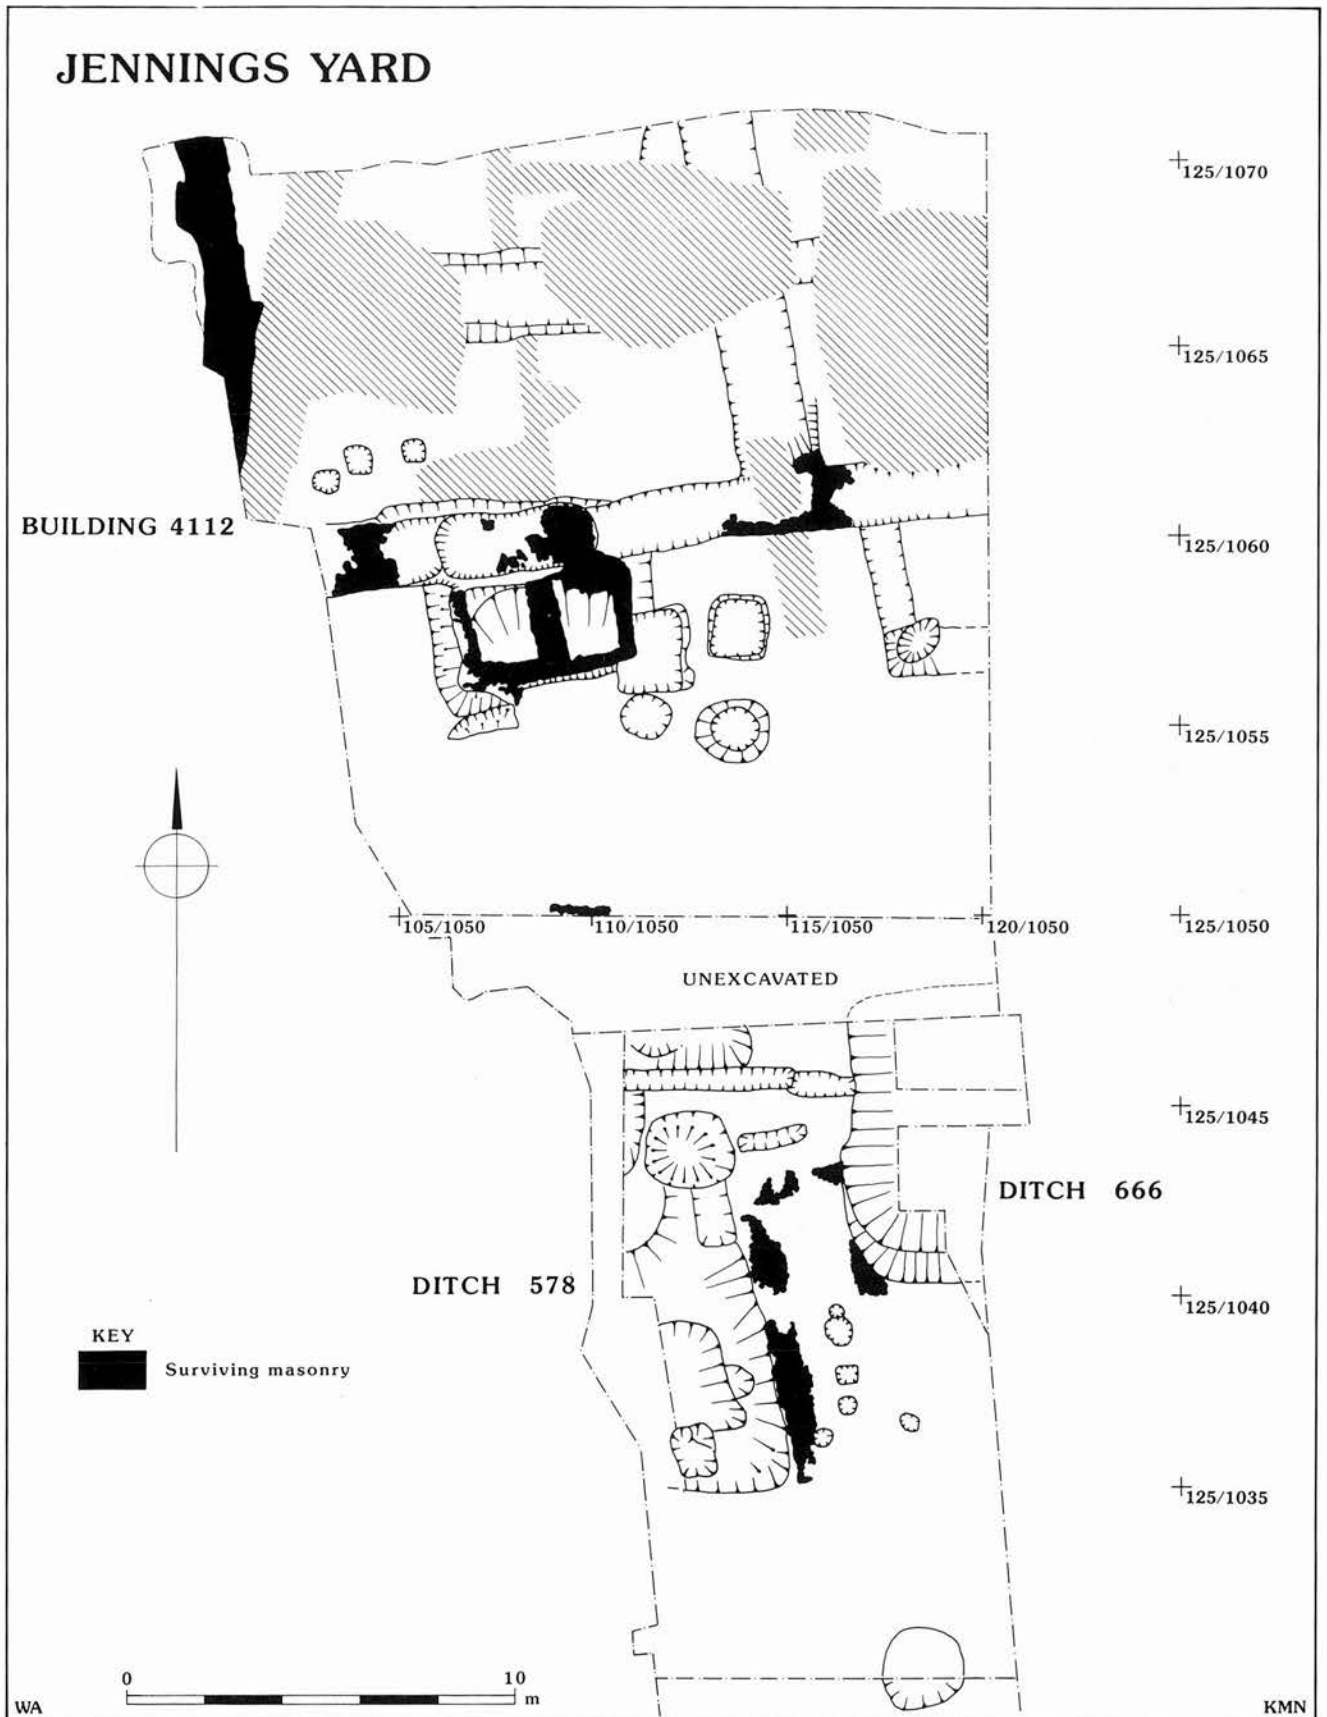 JENNINGS YARD
125/1070
125/1065
BUILDING 4112
125/1060
125/1055
105/1050
110/1050
115/1050
120/1050
125/1050
UNEXCAVATED
125/1045
DITCH 666
DITCH 578
125/1040
KEY
Surviving masonry
125/1035
0 10
m
WA
KMN